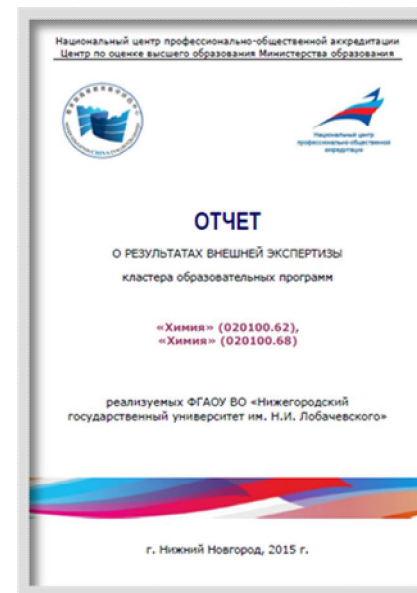 Национальный центр профессионально-общественной аккредитации
Центр по оценке высшего образования Министерства образования
Национальный центр
профессионально-общественной
аккредитации
ОТЧЕТ
О РЕЗУЛЬТАТАХ ВНЕШНЕЙ ЭКСПЕРТИЗЫ
кластера образовательных программ
«Химия» (020100.62),
«Химия» (020100.68)
реализуемых ФГАОУ ВО «Нижегородский
государственный университет им. Н.И. Лобачевского»
г. Нижний Новгород, 2015 г.